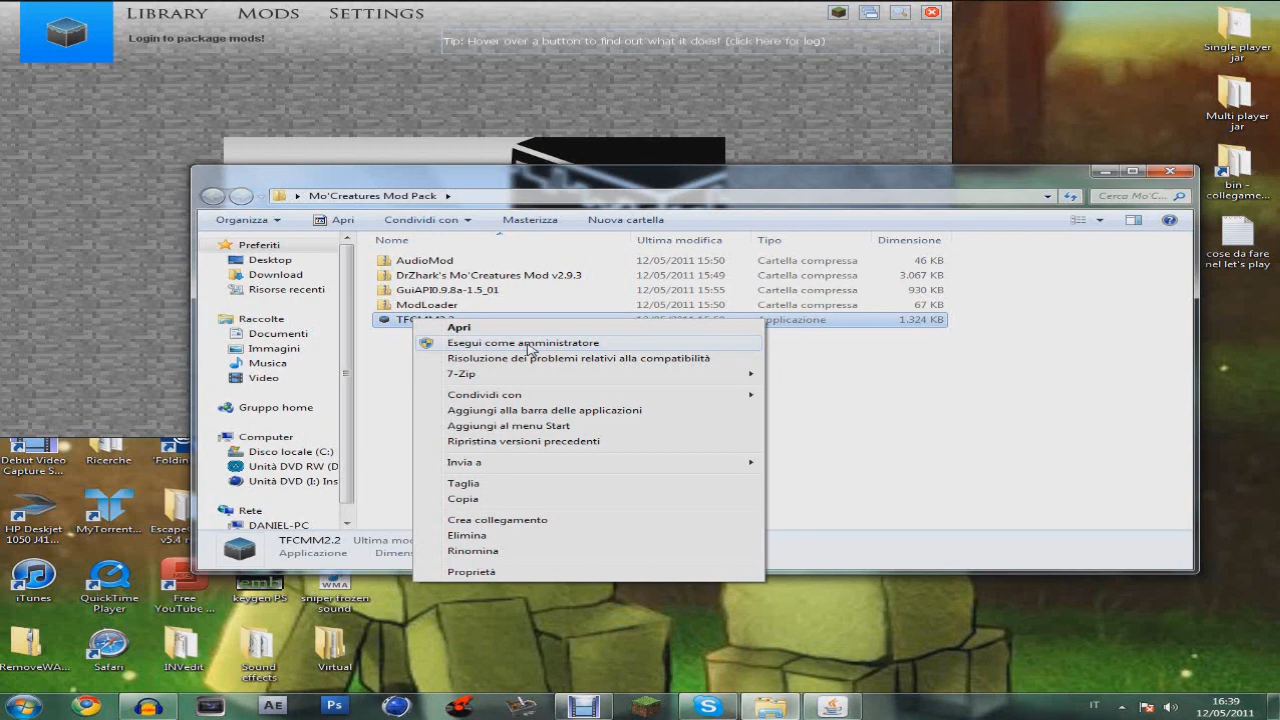 LIBRARY MODS SETTINGS
Login to package mods!
Tip: Hover over a button to find out what it does! (click here for log)
Single player jar
Multi player jar
bin - collegame...
cose da fare nel let's play
Mo'Creatures Mod Pack
Cerca Mo'C...
Organizza Apri Condividi con Masterizza Nuova cartella
Nome Ultima modifica Tipo Dimensione
AudioMod 12/05/2011 15:50 Cartella compressa 46 KB
DrZhark's Mo'Creatures Mod v2.9.3 12/05/2011 15:49 Cartella compressa 3.067 KB
GuiAPI0.9.8a-1.5_01 12/05/2011 15:55 Cartella compressa 930 KB
ModLoader 12/05/2011 15:50 Cartella compressa 67 KB
Applicazione 1.324 KB
Preferiti
Desktop
Download
Risorse recenti
Raccolte
Documenti
Immagini
Musica
Video
Gruppo home
Computer
Disco locale (C:)
Unità DVD RW (D
Unità DVD (I:) Ins
Rete
DANIEL-PC
Apri
Esegui come amministratore
Risoluzione dei problemi relativi alla compatibilità
7-Zip
Condividi con
Aggiungi alla barra delle applicazioni
Aggiungi al menu Start
Ripristina versioni precedenti
Invia a
Taglia
Copia
Crea collegamento
Elimina
Rinomina
Proprietà
TFCMM2.2 Ultima mo
Applicazione Dimen
Debut Video Capture S...
Ricerche
'Foldin
HP Deskjet 1050 J41...
MyTorrent...
Escape
v5.4 r
iTunes
QuickTime Player
Free YouTube ...
keygen PS
WMA
sniper frozen sound
RemoveWA...
Safari
INVedit
Sound effects
Virtual
AE
Ps
IT
16:39
12/05/2011